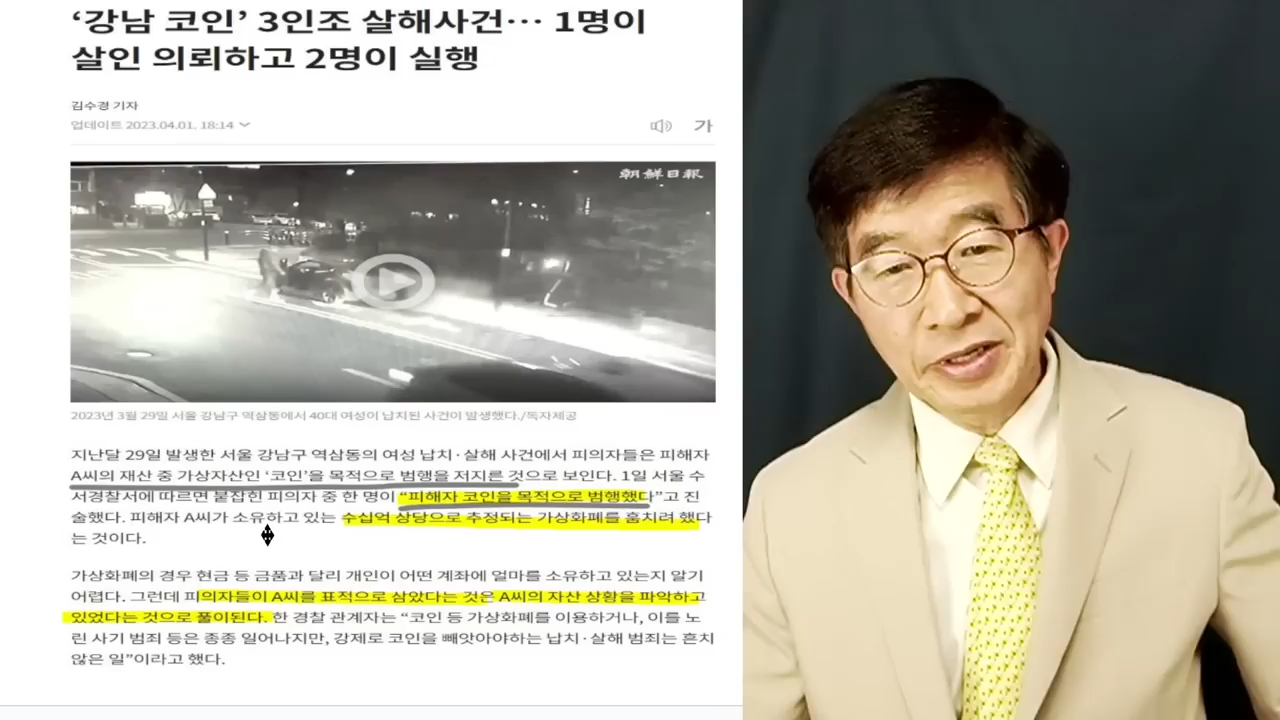 ‘강남 코인’ 3인조 살해사건… 1명이
살인 의뢰하고 2명이 실행
김수경 기자
업데이트 2023.04.01. 18:14
가
朝鮮日報
2023년 3월 29일 서울 강남구 역삼동에서 40대 여성이 납치된 사건이 발생했다./독자제공
지난달 29일 발생한 서울 강남구 역삼동의 여성 납치·살해 사건에서 피의자들은 피해자
A씨의 재산 중 가상자산인 ‘코인’을 목적으로 범행을 저지른 것으로 보인다. 1일 서울 수
서경찰서에 따르면 붙잡힌 피의자 중 한 명이 “피해자 코인을 목적으로 범행했다”고 진
술했다. 피해자 A씨가 소유하고 있는 수십억 상당으로 추정되는 가상화폐를 훔치려 했다
는 것이다.
가상화폐의 경우 현금 등 금품과 달리 개인이 어떤 계좌에 얼마를 소유하고 있는지 알기
어렵다. 그런데 피의자들이 A씨를 표적으로 삼았다는 것은 A씨의 자산 상황을 파악하고
있었다는 것으로 풀이된다. 한 경찰 관계자는 “코인 등 가상화폐를 이용하거나, 이를 노
린 사기 범죄 등은 종종 일어나지만, 강제로 코인을 빼앗아야하는 납치·살해 범죄는 흔치
않은 일”이라고 했다.